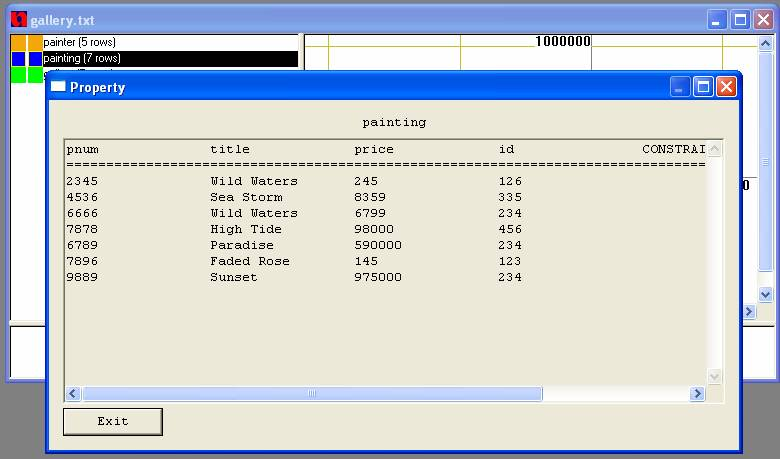 gallery.txt
painter (5 rows)
painting (7 rows)
1000000
Property
painting
pnum title price id CONSTRAI
2345 Wild Waters 245 126
4536 Sea Storm 8359 335
6666 Wild Waters 6799 234
7878 High Tide 98000 456
6789 Paradise 590000 234
7896 Faded Rose 145 123
9889 Sunset 975000 234
Exit